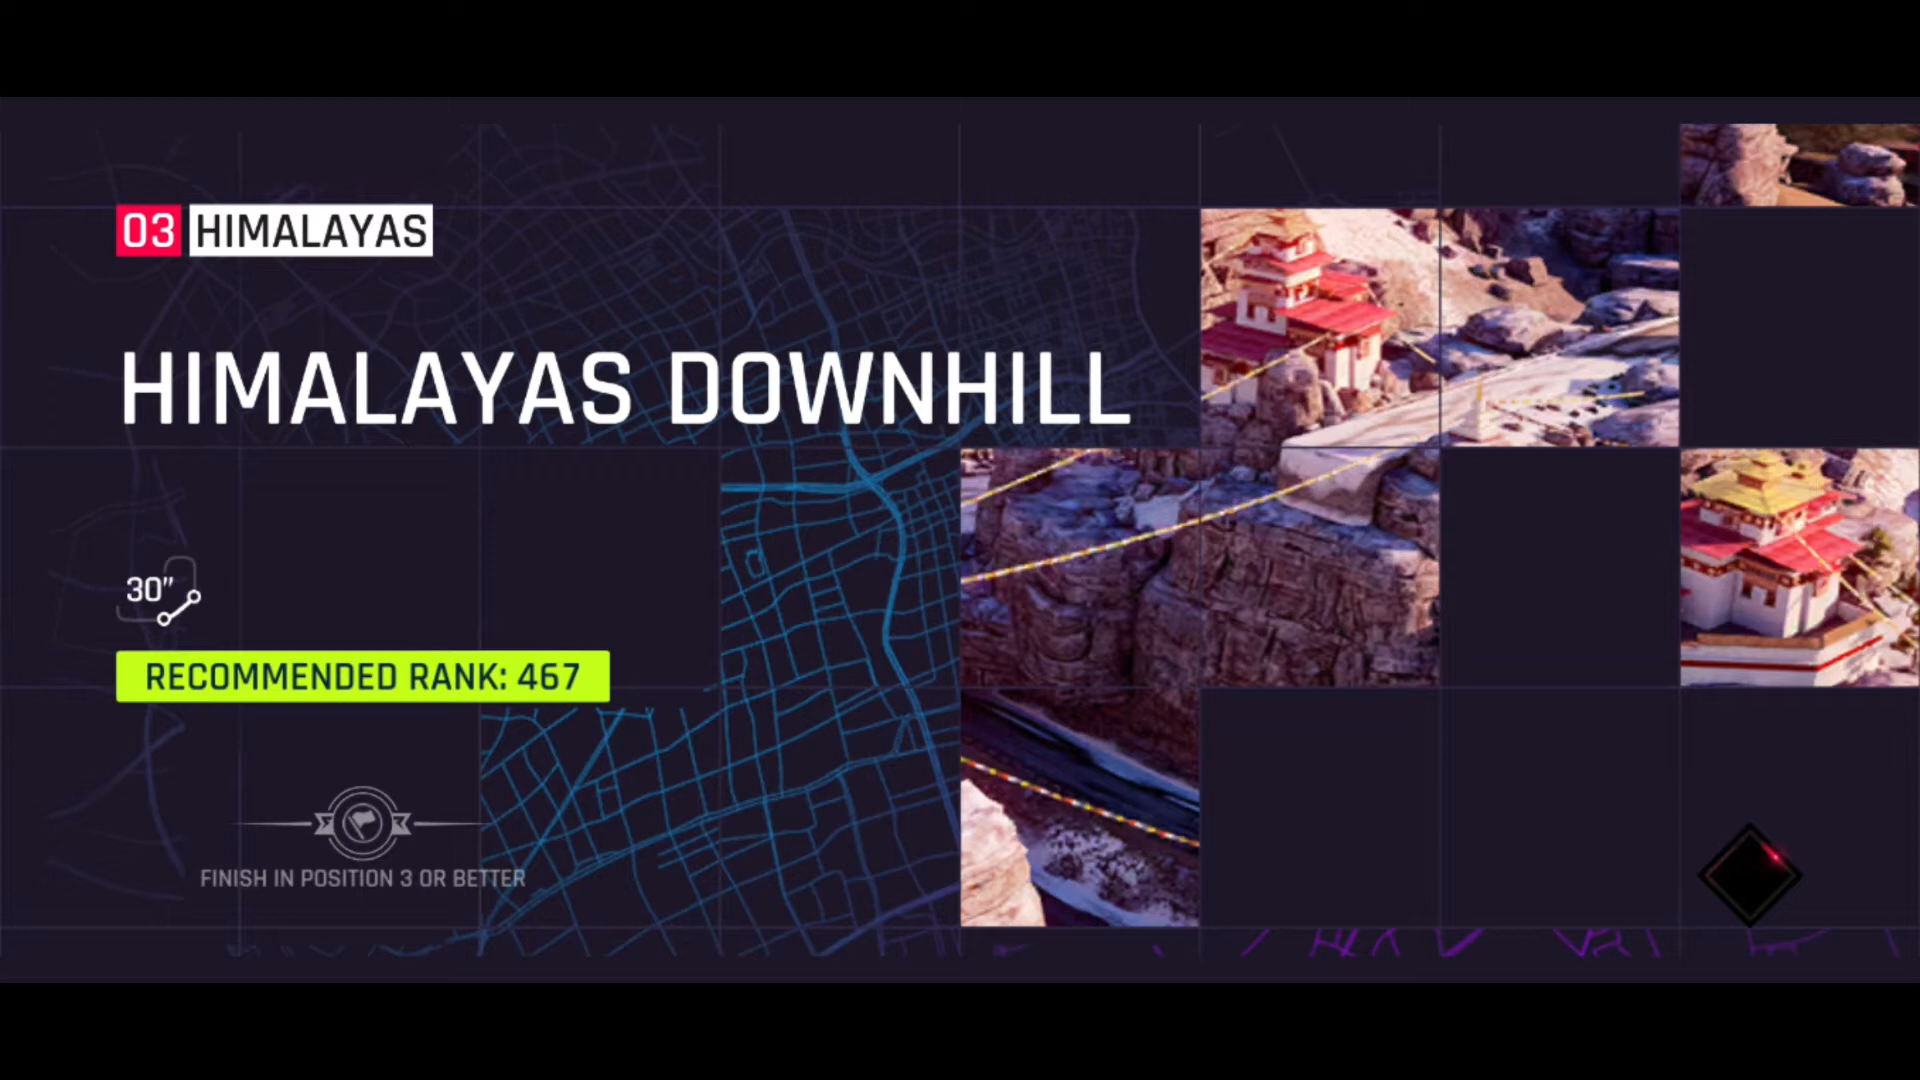 03 HIMALAYAS
HIMALAYAS DOWNHILL
30"
RECOMMENDED RANK: 467
FINISH IN POSITION 3 OR BETTER